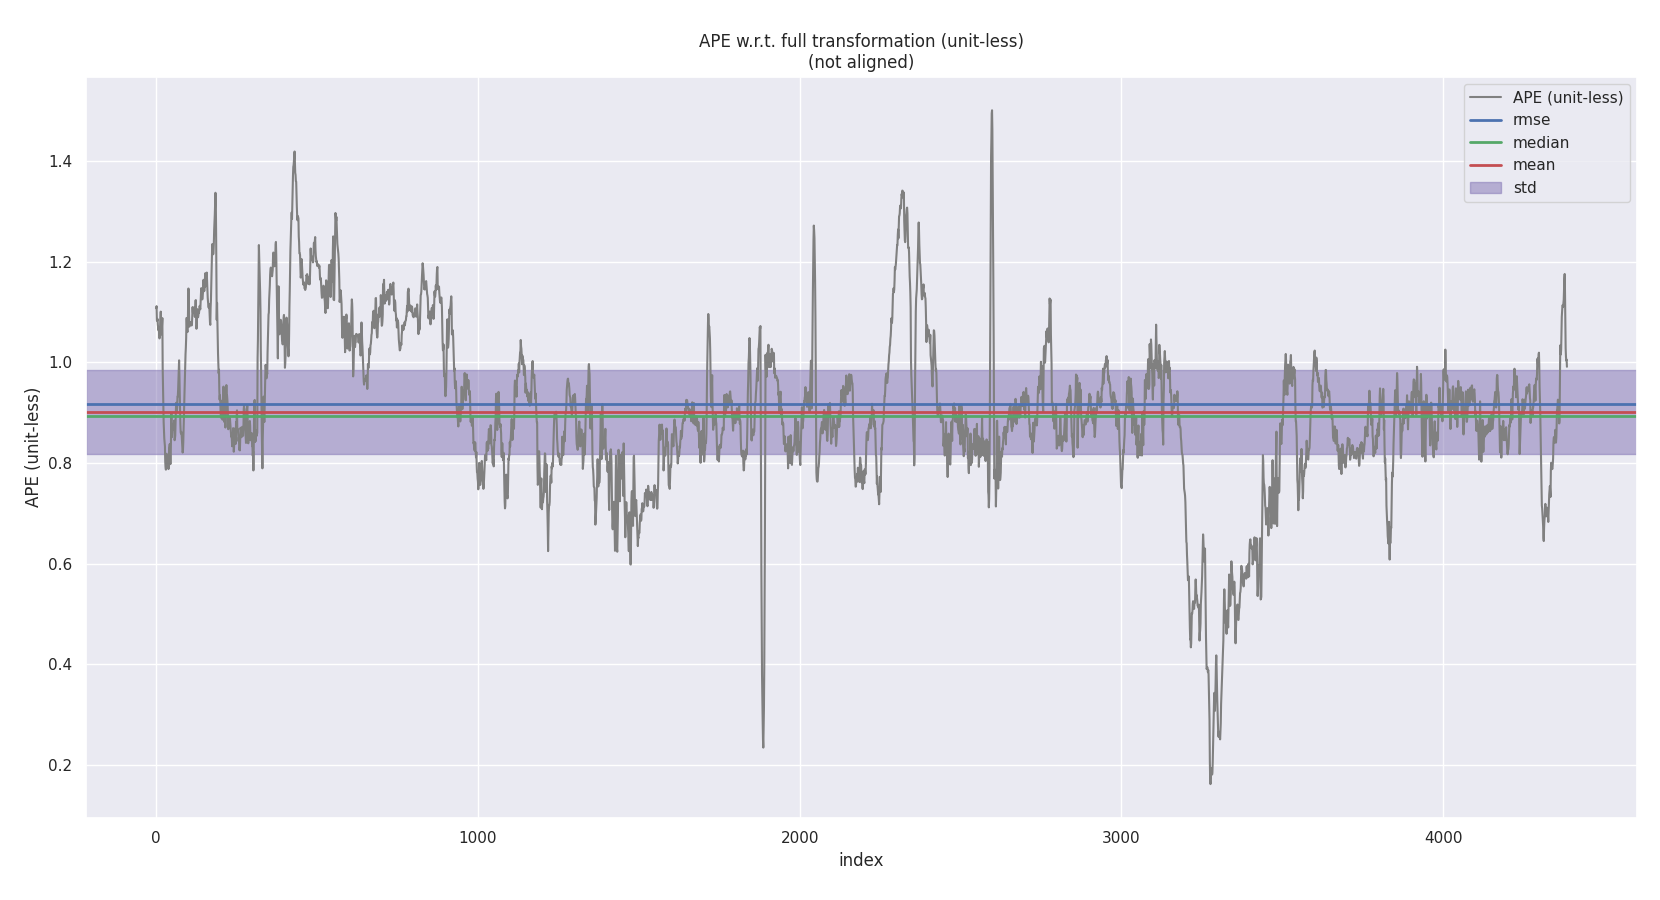 APE w.r.t. full transformation (unit-less)
(not aligned)
APE (unit-less)
rmse
median
mean
std
APE (unit-less)
1.4
1.2
1.0
0.8
0.6
0.4
0.2
0
1000
2000
3000
4000
index